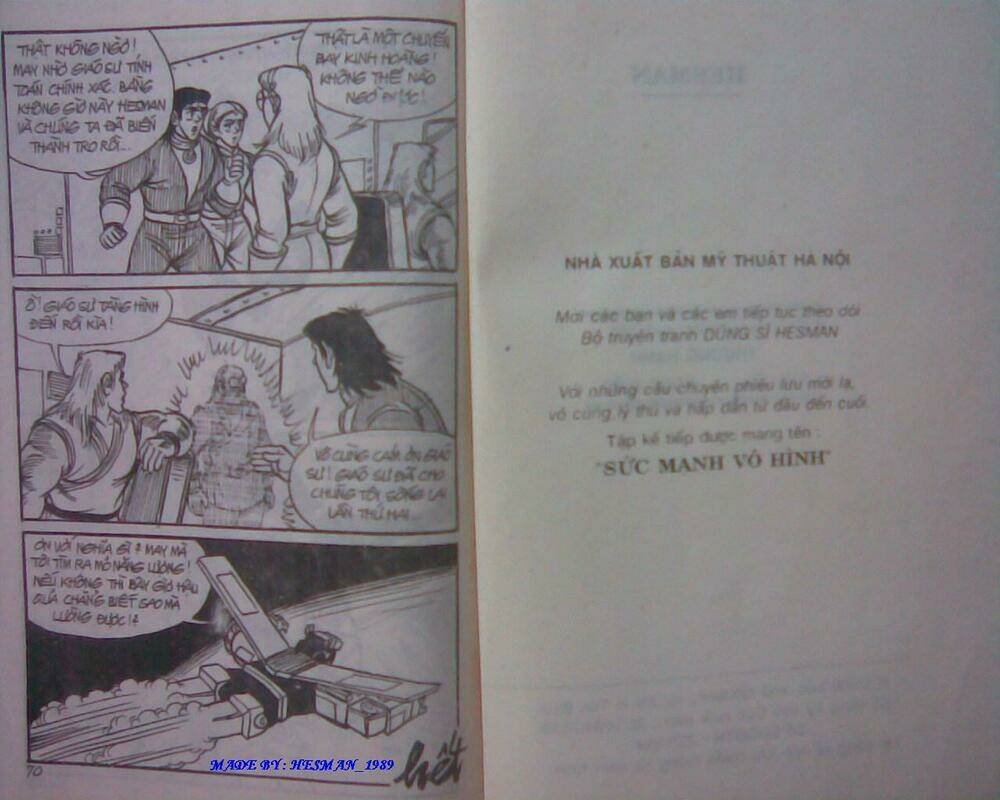 THẬT KHÔNG NGỜ!
MAY NHỜ GIÁO SƯ TÍNH
TOÁN CHÍNH XÁC. BẰNG
KHÔNG GIỜ NÀY HESMAN
VÀ CHÚNG TA ĐÃ BIẾN
THÀNH TRO RỒI...
THẬT LÀ MỘT CHUYẾN
BAY KINH HOÀNG!
KHÔNG THỂ NÀO
NGỜ ĐƯỢC!
Ồ! GIÁO SƯ TÀNG HÌNH
ĐẾN RỒI KÌA!
VÔ CÙNG CÁM ƠN GIÁO
SƯ! GIÁO SƯ ĐÃ CHO
CHÚNG TÔI SỐNG LẠI
LẦN THỨ HAI...
ƠN VỚI NGHĨA GÌ? MAY MÀ
TÔI TÌM RA MỎ NĂNG LƯỢNG!
NẾU KHÔNG THÌ BÂY GIỜ HẬU
QUẢ CHẲNG BIẾT SAO MÀ
LƯỜNG ĐƯỢC!?
hết
70
MADE BY: HESMAN_1989
NHÀ XUẤT BẢN MỸ THUẬT HÀ NỘI
Mời các bạn và các em tiếp tục theo dõi
Bộ truyện tranh DŨNG SĨ HESMAN
Với những câu chuyện phiêu lưu mới lạ,
vô cùng lý thú và hấp dẫn từ đầu đến cuối.
Tập kế tiếp được mang tên :
"SỨC MẠNH VÔ HÌNH"